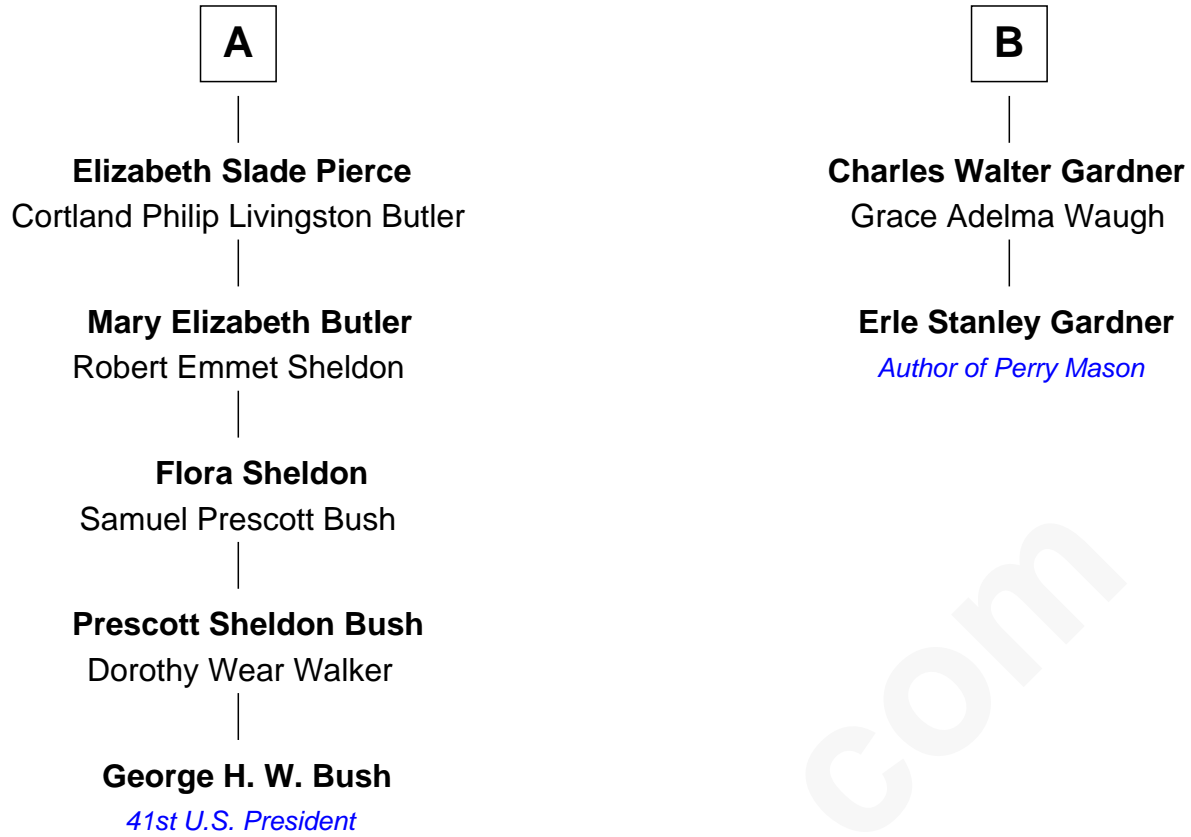 A
Elizabeth Slade Pierce
Cortland Philip Livingston Butler
Mary Elizabeth Butler
Robert Emmet Sheldon
Flora Sheldon
Samuel Prescott Bush
Prescott Sheldon Bush
Dorothy Wear Walker
George H. W. Bush
41st U.S. President
B
Charles Walter Gardner
Grace Adelma Waugh
Erle Stanley Gardner
Author of Perry Mason
com